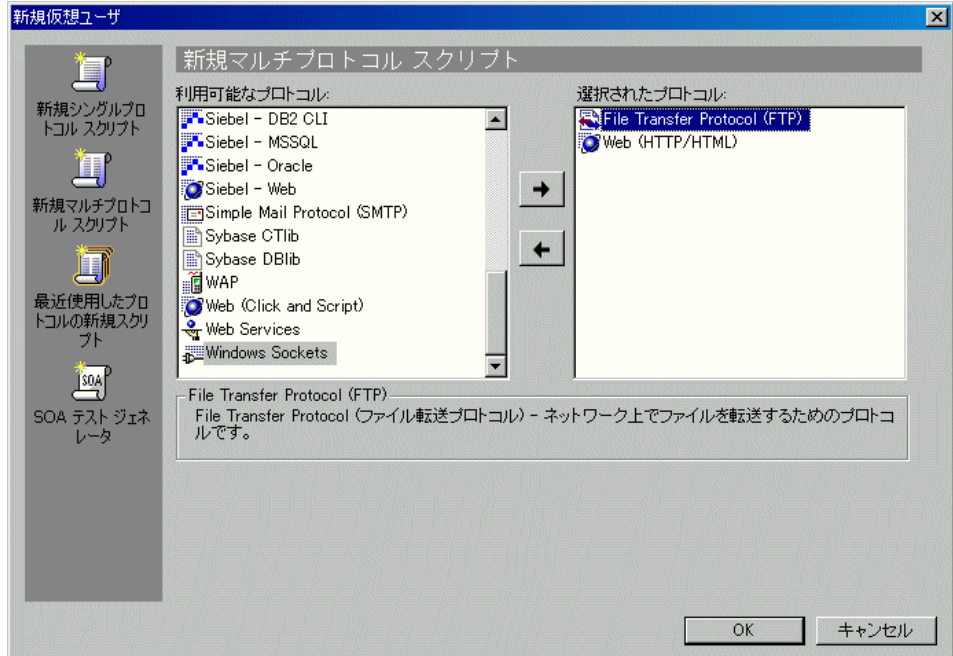 新規仮想ユーザ
新規シングルプロ
トコル スクリプト
新規マルチプロトコ
ル スクリプト
最近使用したプロ
トコルの新規スクリ
プト
SOA
SOA テスト ジェネ
レータ
新規マルチプロトコル スクリプト
利用可能なプロトコル:
Siebel - DB2 CLI
Siebel - MSSQL
Siebel - Oracle
Siebel - Web
Simple Mail Protocol (SMTP)
Sybase CTlib
Sybase DBlib
WAP
Web (Click and Script)
Web Services
Windows Sockets
選択されたプロトコル:
File Transfer Protocol (FTP)
Web (HTTP/HTML)
File Transfer Protocol (FTP)
File Transfer Protocol (ファイル転送プロトコル) - ネットワーク上でファイルを転送するためのプロトコ
ルです。
OK
キャンセル